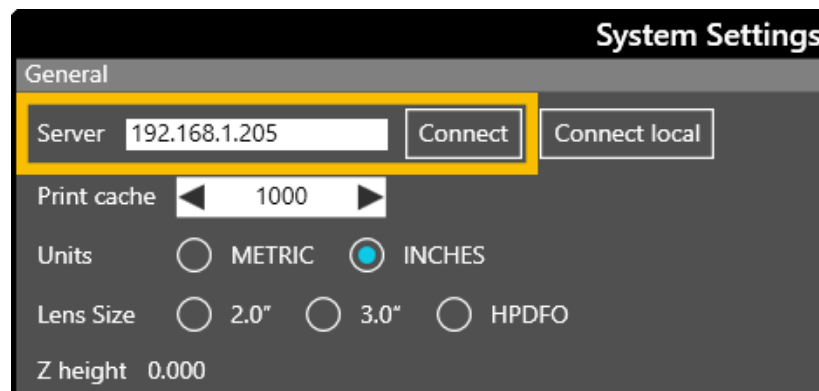 System Settings
General
Server 192.168.1.205 Connect Connect local
Print cache 1000
Units METRIC INCHES
Lens Size 2.0" 3.0" HPDFO
Z height 0.000